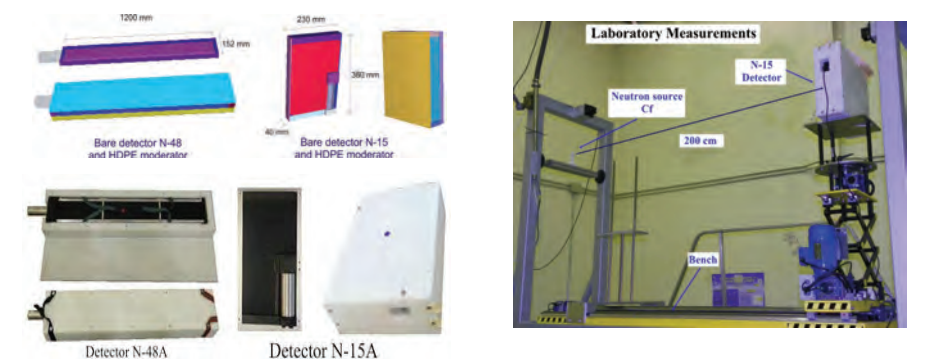 1200 mm
152 mm
Bare detector N-48
and HDPE moderator
230 mm
360 mm
40 mm
Bare detector N-15
and HDPE moderator
Detector N-48A
Detector N-15A
Laboratory Measurements
N-15
Detector
Neutron source
Cf
200 cm
Bench